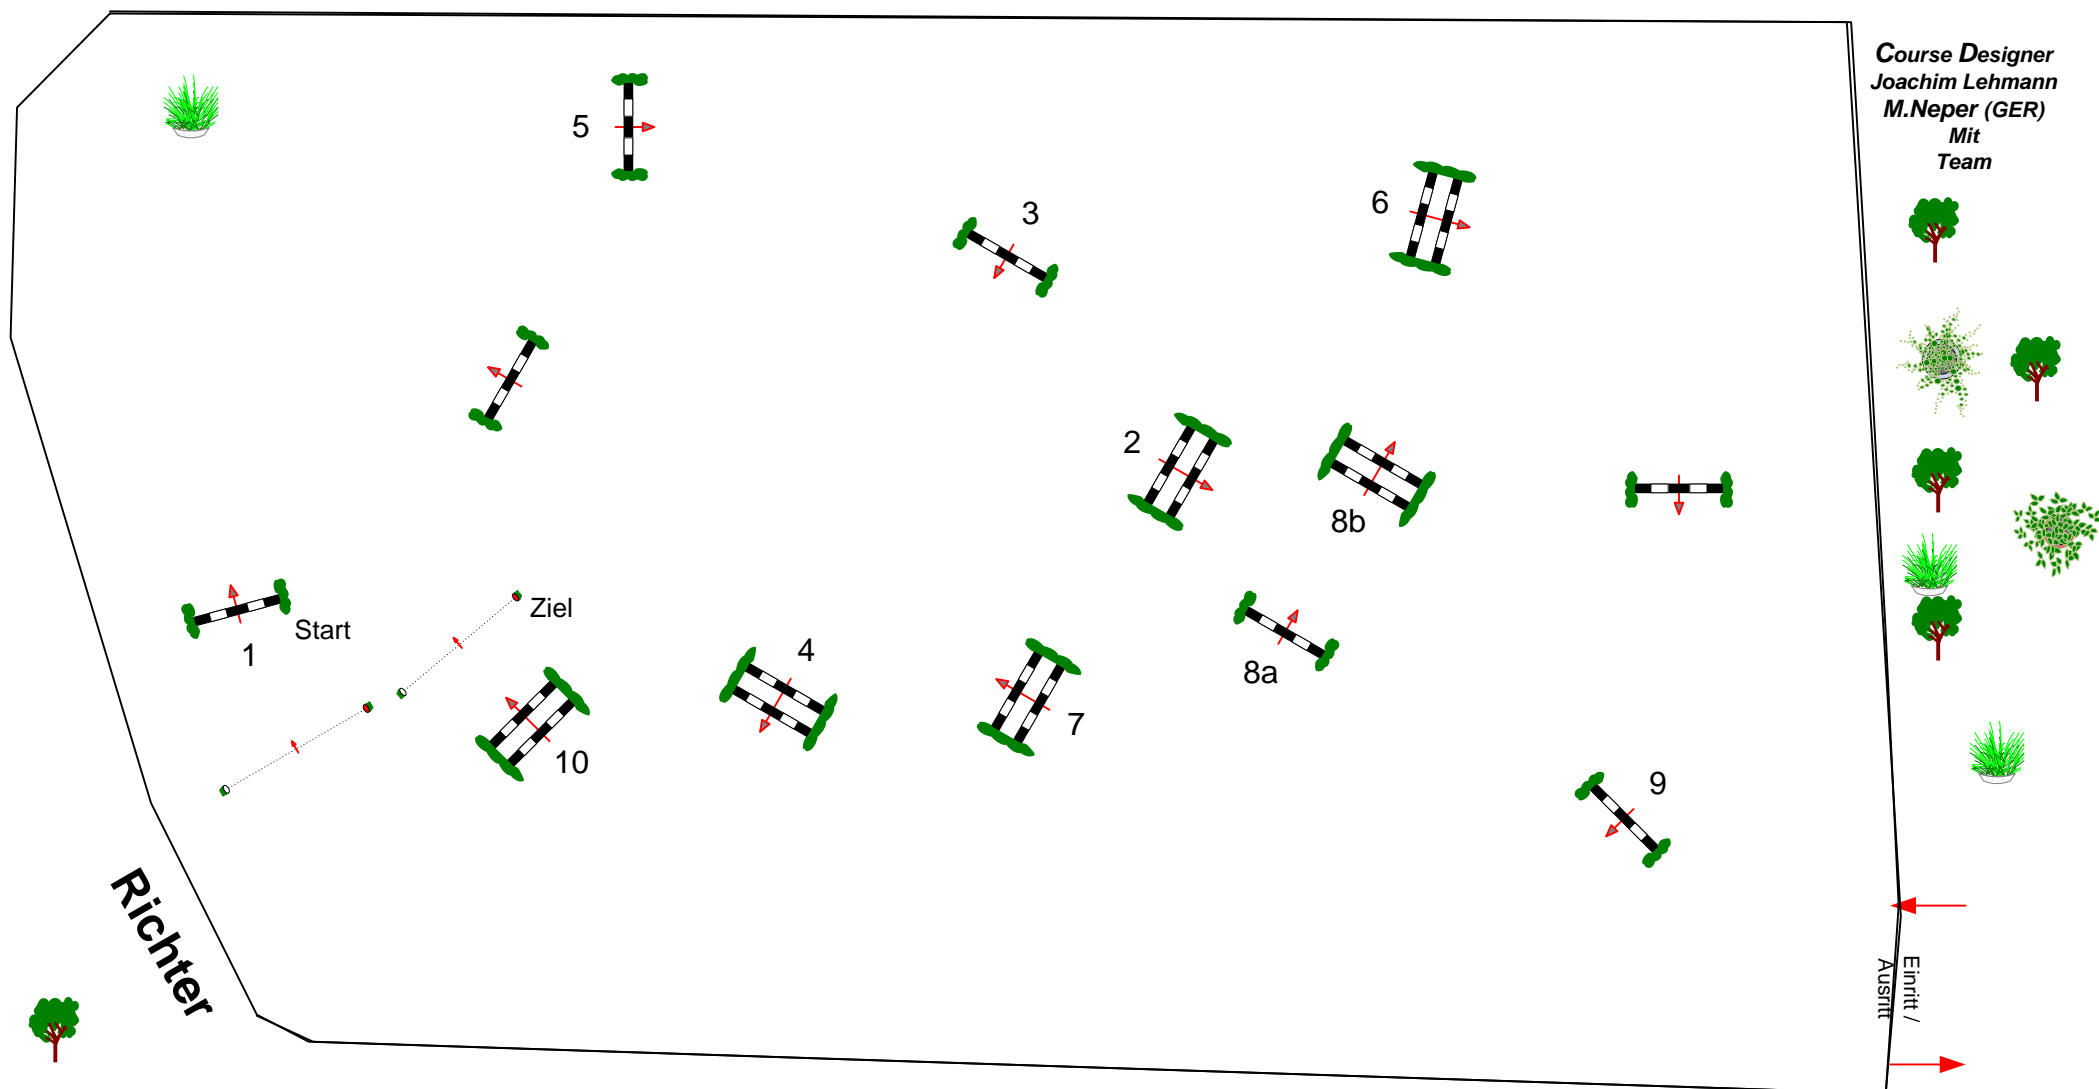 Course Designer
Joachim Lehmann
M.Neper (GER)
Mit
Team
5
3
6
2
8b
Start
1
Ziel
4
8a
7
10
9
Richter
Einritt /
Ausritt